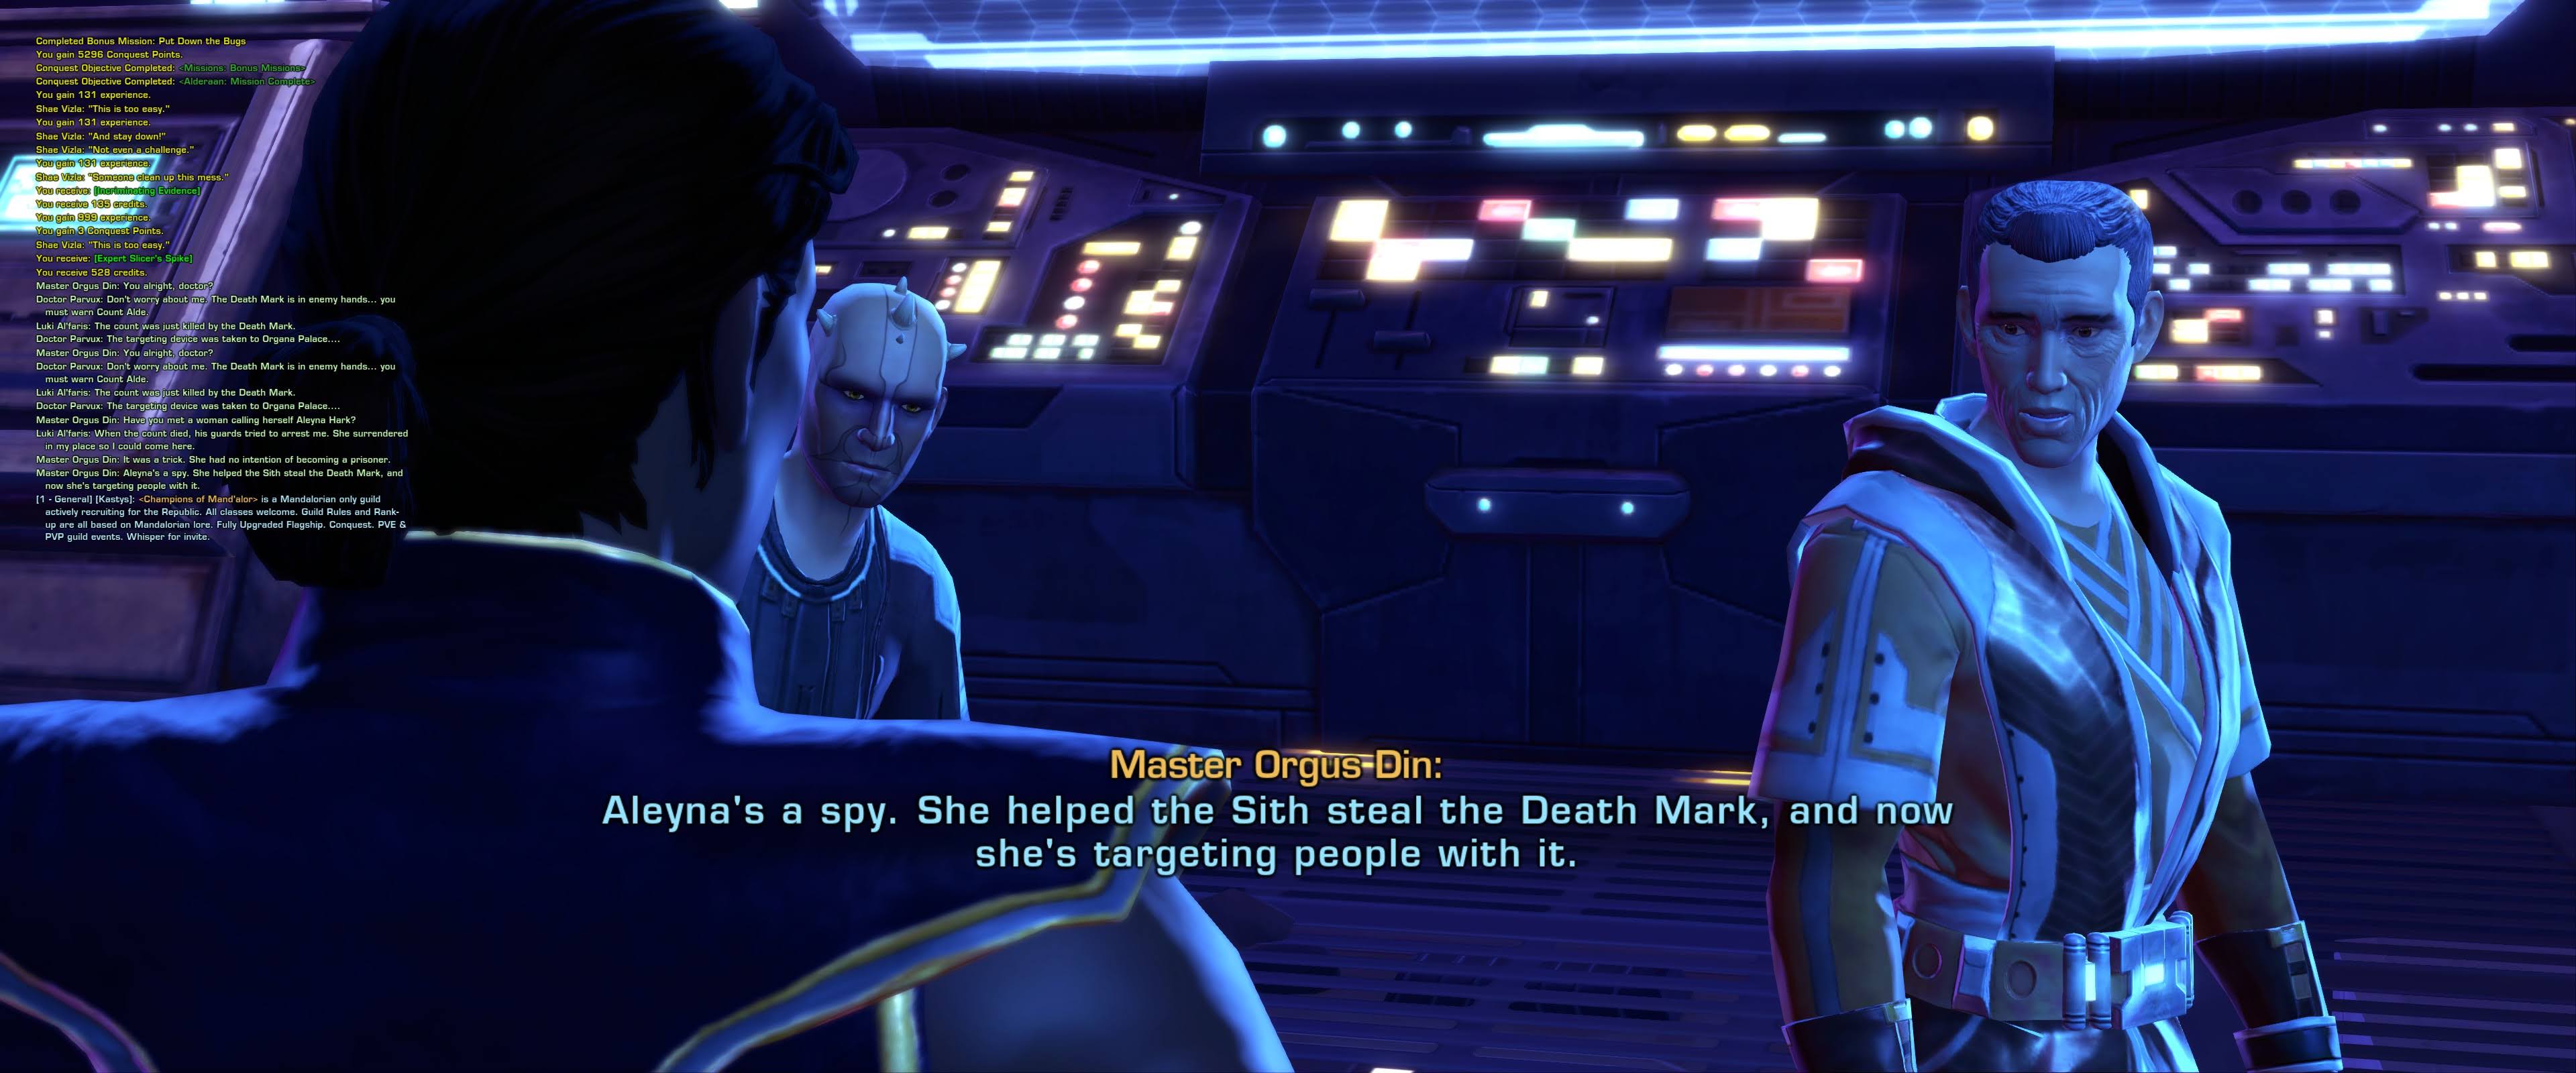 Completed Bonus Mission: Put Down the Bugs
You gain 5296 Conquest Points.
Conquest Objective Completed: <Missions: Bonus Missions>
Conquest Objective Completed: <Alderaan: Mission Complete>
You gain 131 experience.
Shae Vizla: "This is too easy."
You gain 131 experience.
Shae Vizla: "And stay down!"
Shae Vizla: "Not even a challenge."
You gain 131 experience.
Shae Vizla: "Someone clean up this mess."
You receive: [Incriminating Evidence]
You receive 135 credits.
You gain 999 experience.
You gain 3 Conquest Points.
Shae Vizla: "This is too easy."
You receive: [Expert Slicer's Spike]
You receive 528 credits.
Master Orgus Din: You alright, doctor?
Doctor Parvux: Don't worry about me. The Death Mark is in enemy hands... you
must warn Count Alde.
Luki Al'faris: The count was just killed by the Death Mark.
Doctor Parvux: The targeting device was taken to Organa Palace....
Master Orgus Din: You alright, doctor?
Doctor Parvux: Don't worry about me. The Death Mark is in enemy hands... you
must warn Count Alde.
Luki Al'faris: The count was just killed by the Death Mark.
Doctor Parvux: The targeting device was taken to Organa Palace....
Master Orgus Din: Have you met a woman calling herself Aleyna Hark?
Luki Al'faris: When the count died, his guards tried to arrest me. She surrendered
in my place so I could come here.
Master Orgus Din: It was a trick. She had no intention of becoming a prisoner.
Master Orgus Din: Aleyna's a spy. She helped the Sith steal the Death Mark, and
now she's targeting people with it.
[1 - General] [Kastys]: <Champions of Mand'alor> is a Mandalorian only guild
actively recruiting for the Republic. All classes welcome. Guild Rules and Rank-
up are all based on Mandalorian lore. Fully Upgraded Flagship. Conquest. PVE &
PVP guild events. Whisper for invite.
Master Orgus Din:
Aleyna's a spy. She helped the Sith steal the Death Mark, and now
she's targeting people with it.